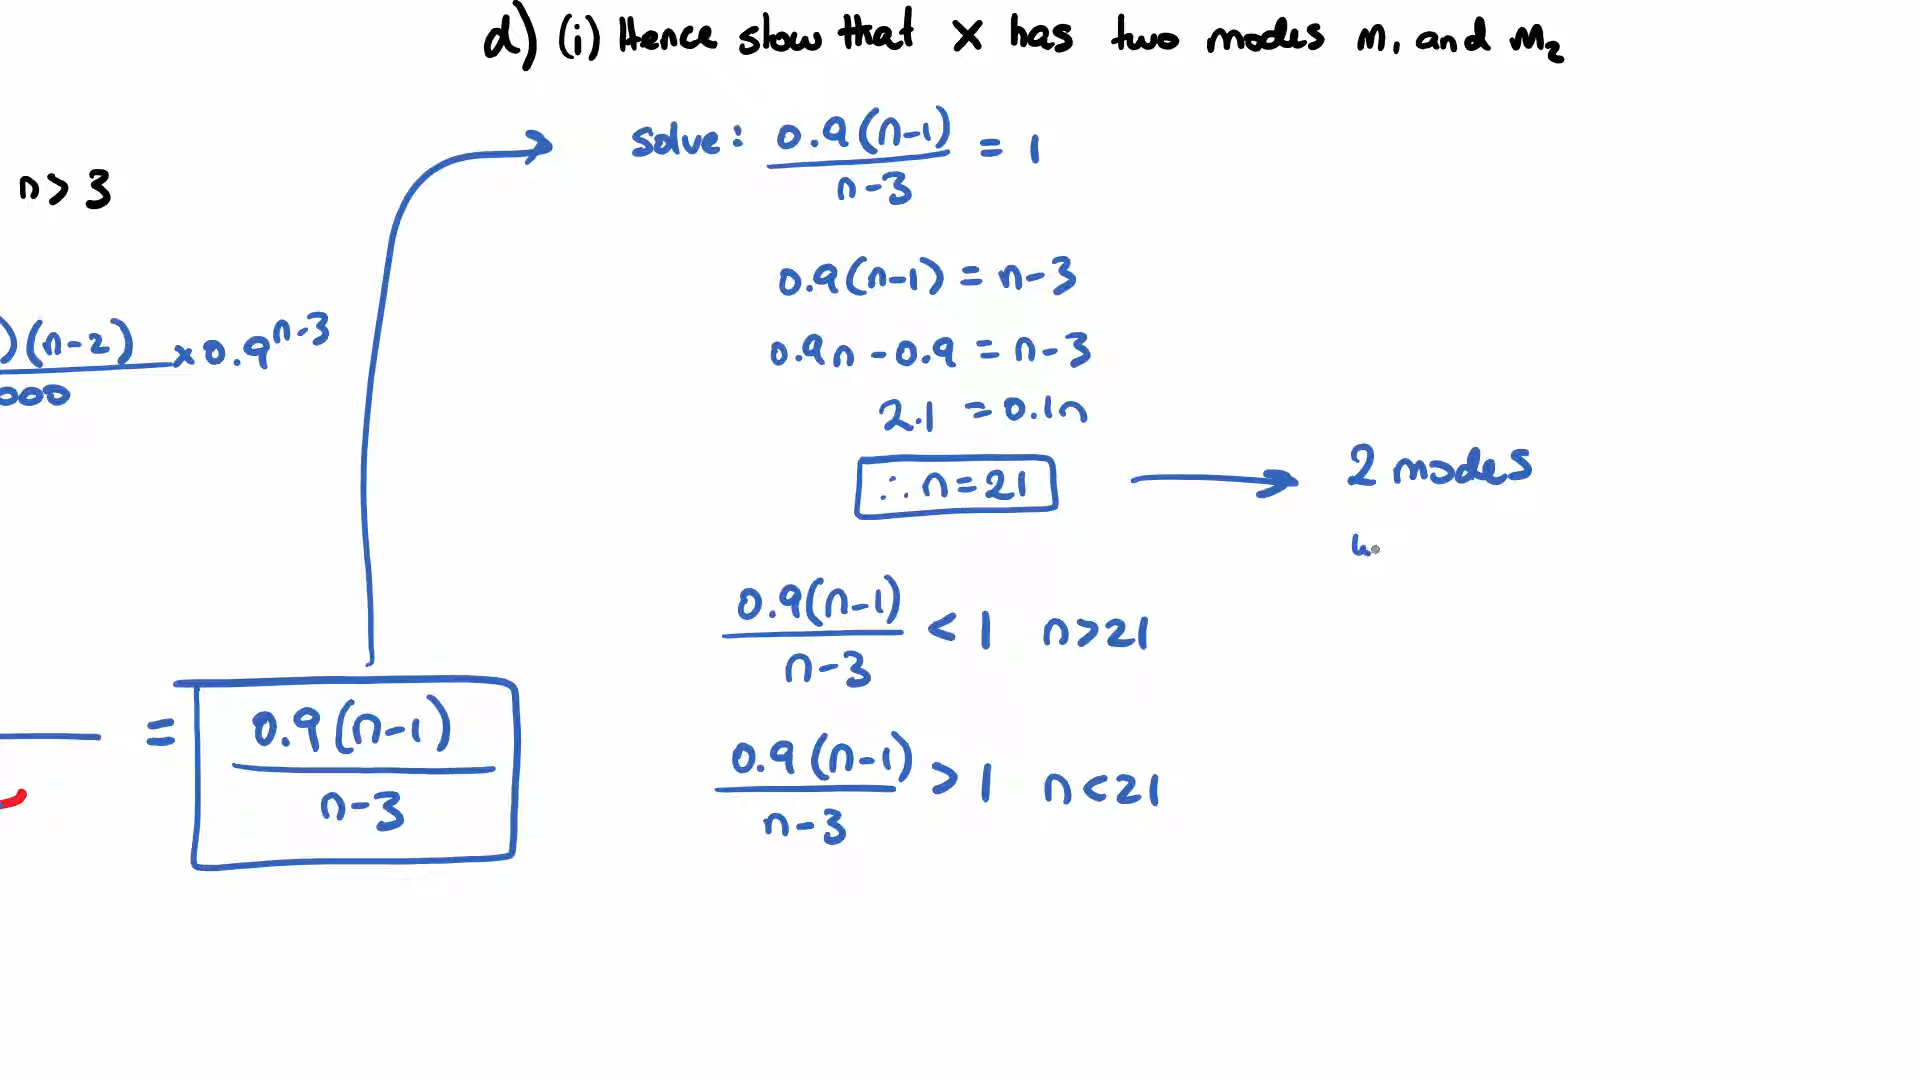 d) (i) Hence show that X has two modes m₁ and m₂
solve: 0.9(n-1)/n-3 = 1
n > 3
0.9(n-1) = n-3
)(n-2)/000 × 0.9^(n-3)
0.9n - 0.9 = n-3
2.1 = 0.1n
∴ n = 21
2 modes
0.9(n-1)/n-3 < 1 n>21
= 0.9(n-1)/n-3
0.9(n-1)/n-3 > 1 n<21